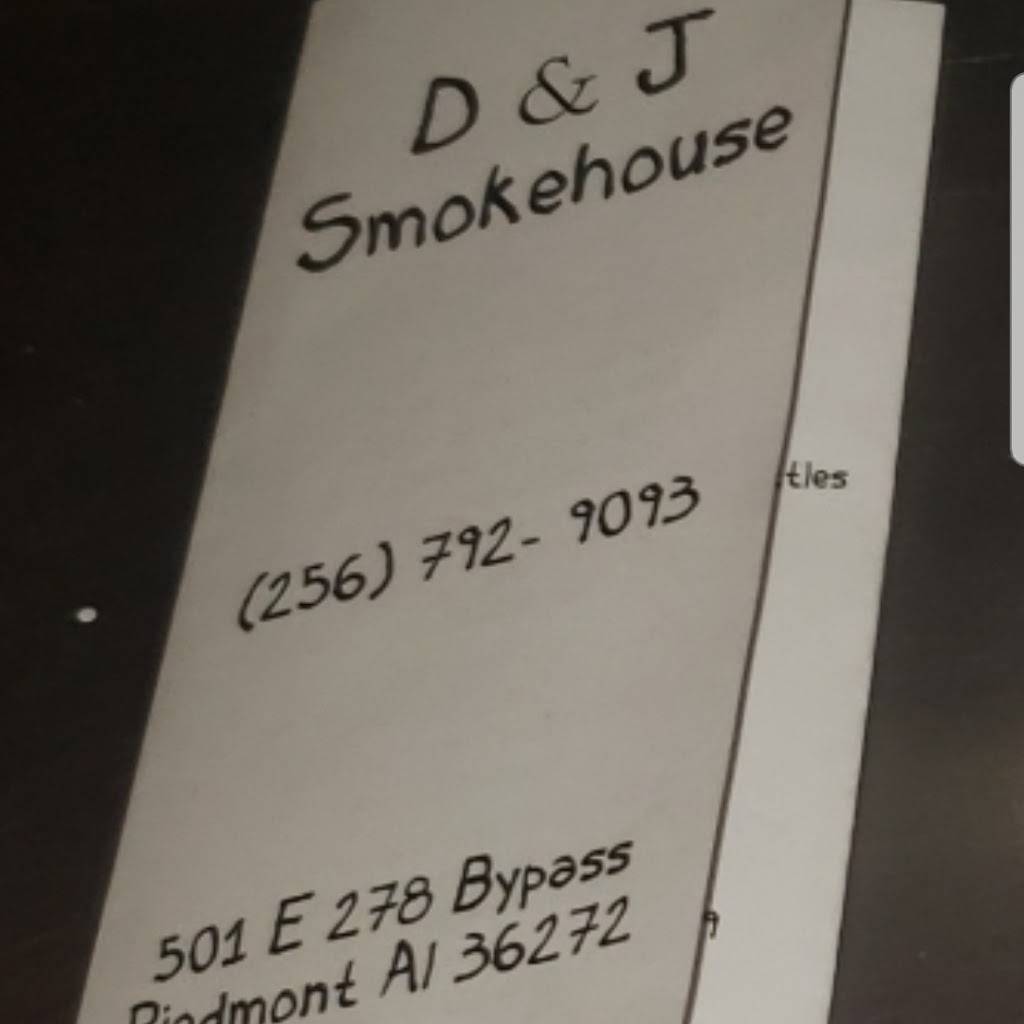 D & J
Smokehouse
(256) 792- 9093
tles
501 E 278 Bypass
Piedmont Al 36272